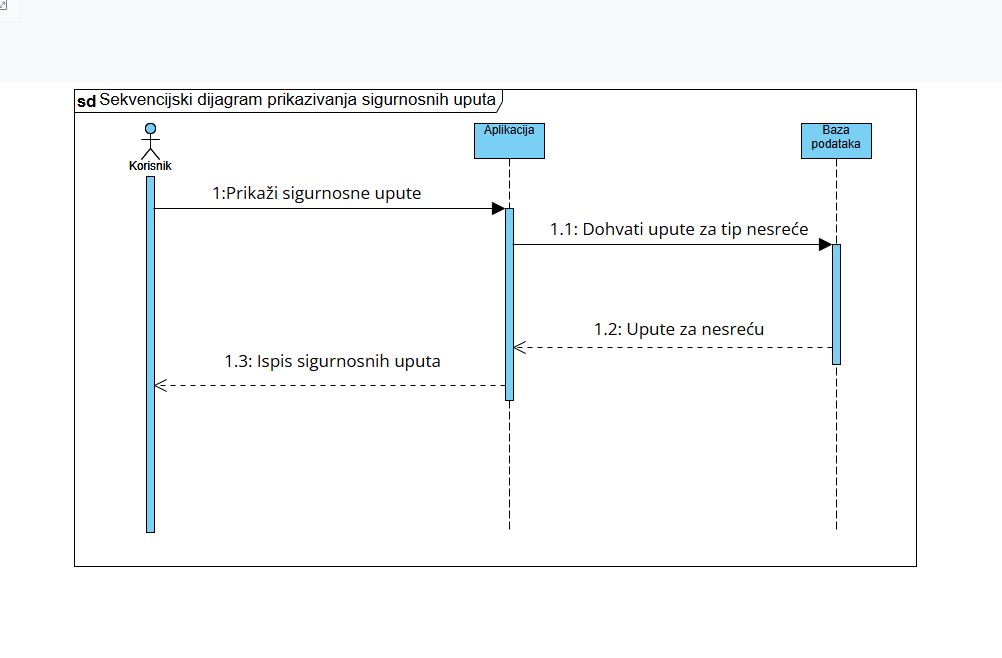 sd Sekvencijski dijagram prikazivanja sigurnosnih uputa
Korisnik
Aplikacija
Baza
podataka
1:Prikaži sigurnosne upute
1.1: Dohvati upute za tip nesreće
1.2: Upute za nesreću
1.3: Ispis sigurnosnih uputa